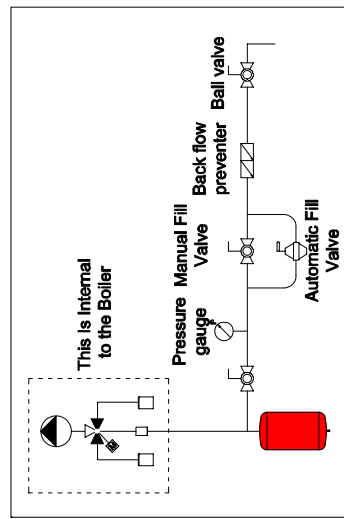 This Is Internal
to the Boiler
Pressure
gauge
Manual Fill
Valve
Back flow
preventer
Ball valve
Automatic Fill
Valve